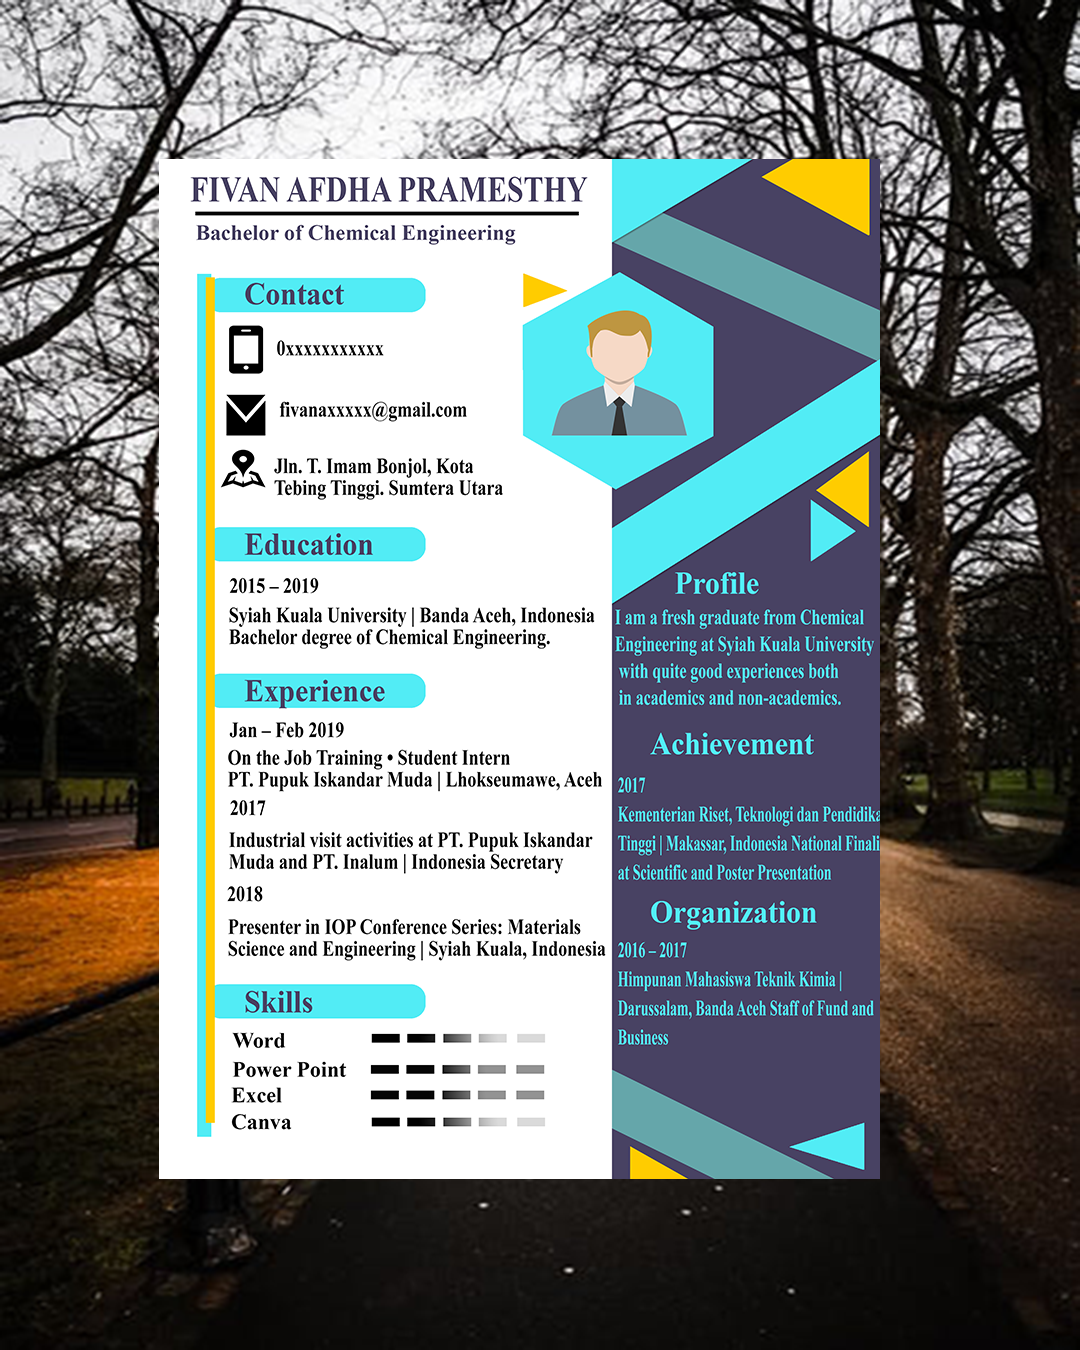 FIVAN AFDHA PRAMESTHY
Bachelor of Chemical Engineering
Contact
0xxxxxxxxxxx
fivanaxxxxx@gmail.com
Jln. T. Imam Bonjol, Kota
Tebing Tinggi. Sumtera Utara
Education
2015 – 2019
Syiah Kuala University | Banda Aceh, Indonesia
Bachelor degree of Chemical Engineering.
Experience
Jan – Feb 2019
On the Job Training • Student Intern
PT. Pupuk Iskandar Muda | Lhokseumawe, Aceh
2017
Industrial visit activities at PT. Pupuk Iskandar
Muda and PT. Inalum | Indonesia Secretary
2018
Presenter in IOP Conference Series: Materials
Science and Engineering | Syiah Kuala, Indonesia
Skills
Word
Power Point
Excel
Canva
Profile
I am a fresh graduate from Chemical
Engineering at Syiah Kuala University
with quite good experiences both
in academics and non-academics.
Achievement
2017
Kementerian Riset, Teknologi dan Pendidika
Tinggi | Makassar, Indonesia National Finali
at Scientific and Poster Presentation
Organization
2016 – 2017
Himpunan Mahasiswa Teknik Kimia |
Darussalam, Banda Aceh Staff of Fund and
Business